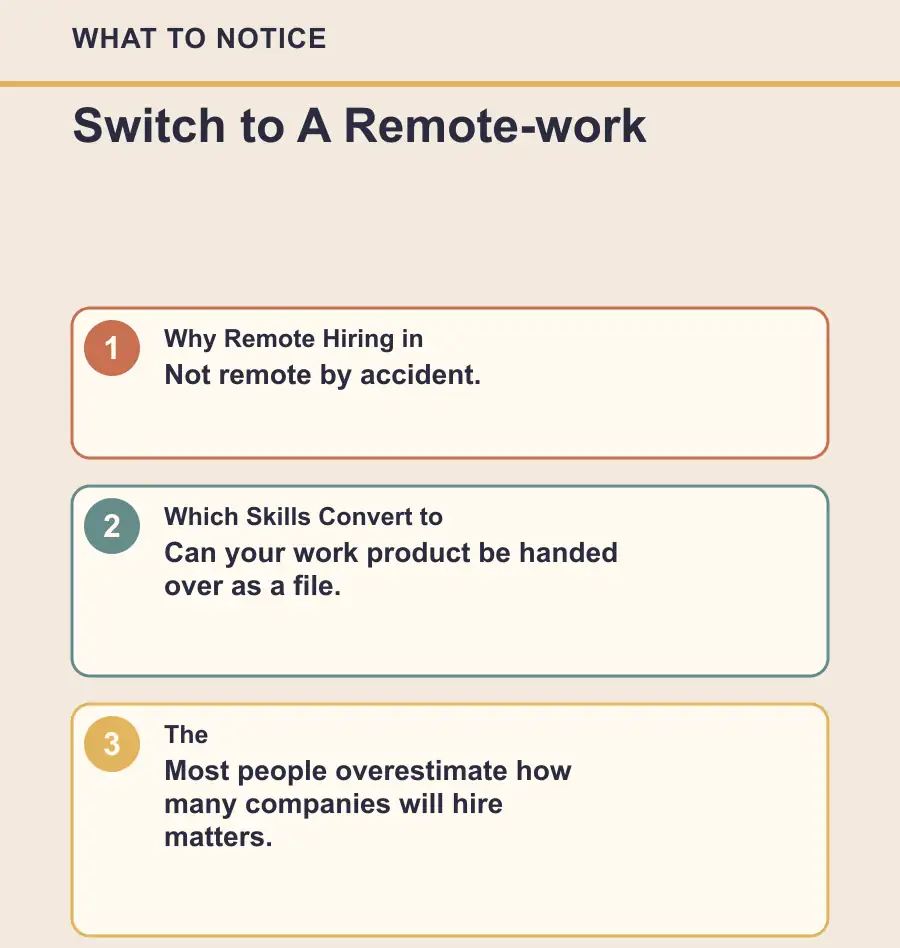 WHAT TO NOTICE
Switch to A Remote-work
1
Why Remote Hiring in
Not remote by accident.
2
Which Skills Convert to
Can your work product be handed
over as a file.
3
The
Most people overestimate how
many companies will hire
matters.